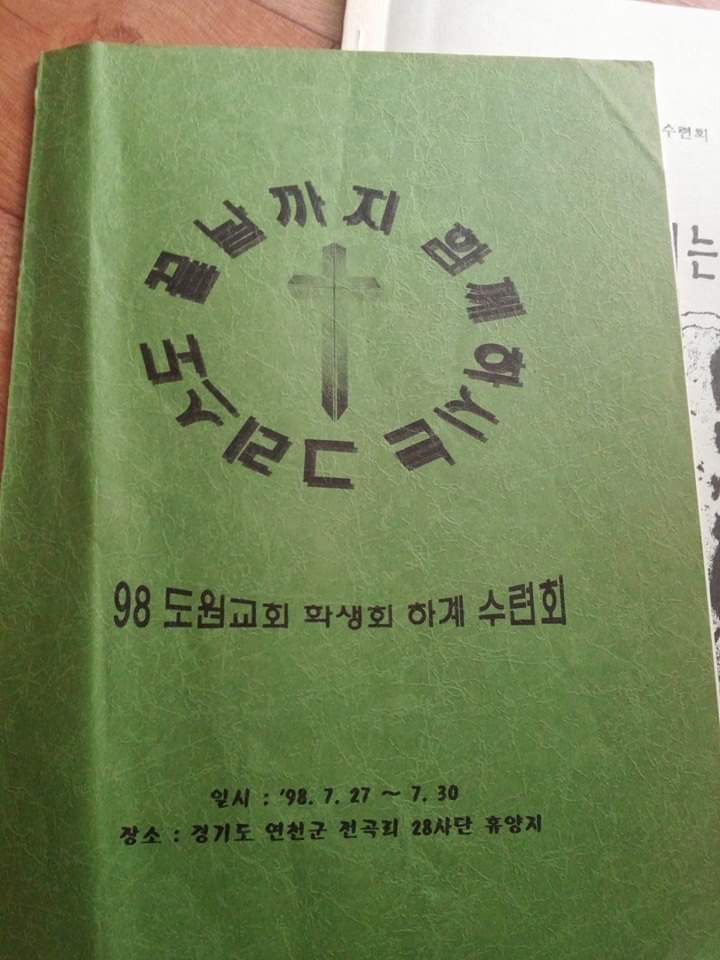 끝날까지 함께하시는 그리스도
98 도원교회 학생회 하계 수련회
일시 : '98. 7. 27 ~ 7. 30
장소 : 경기도 연천군 전곡리 28사단 휴양지
수련회
는